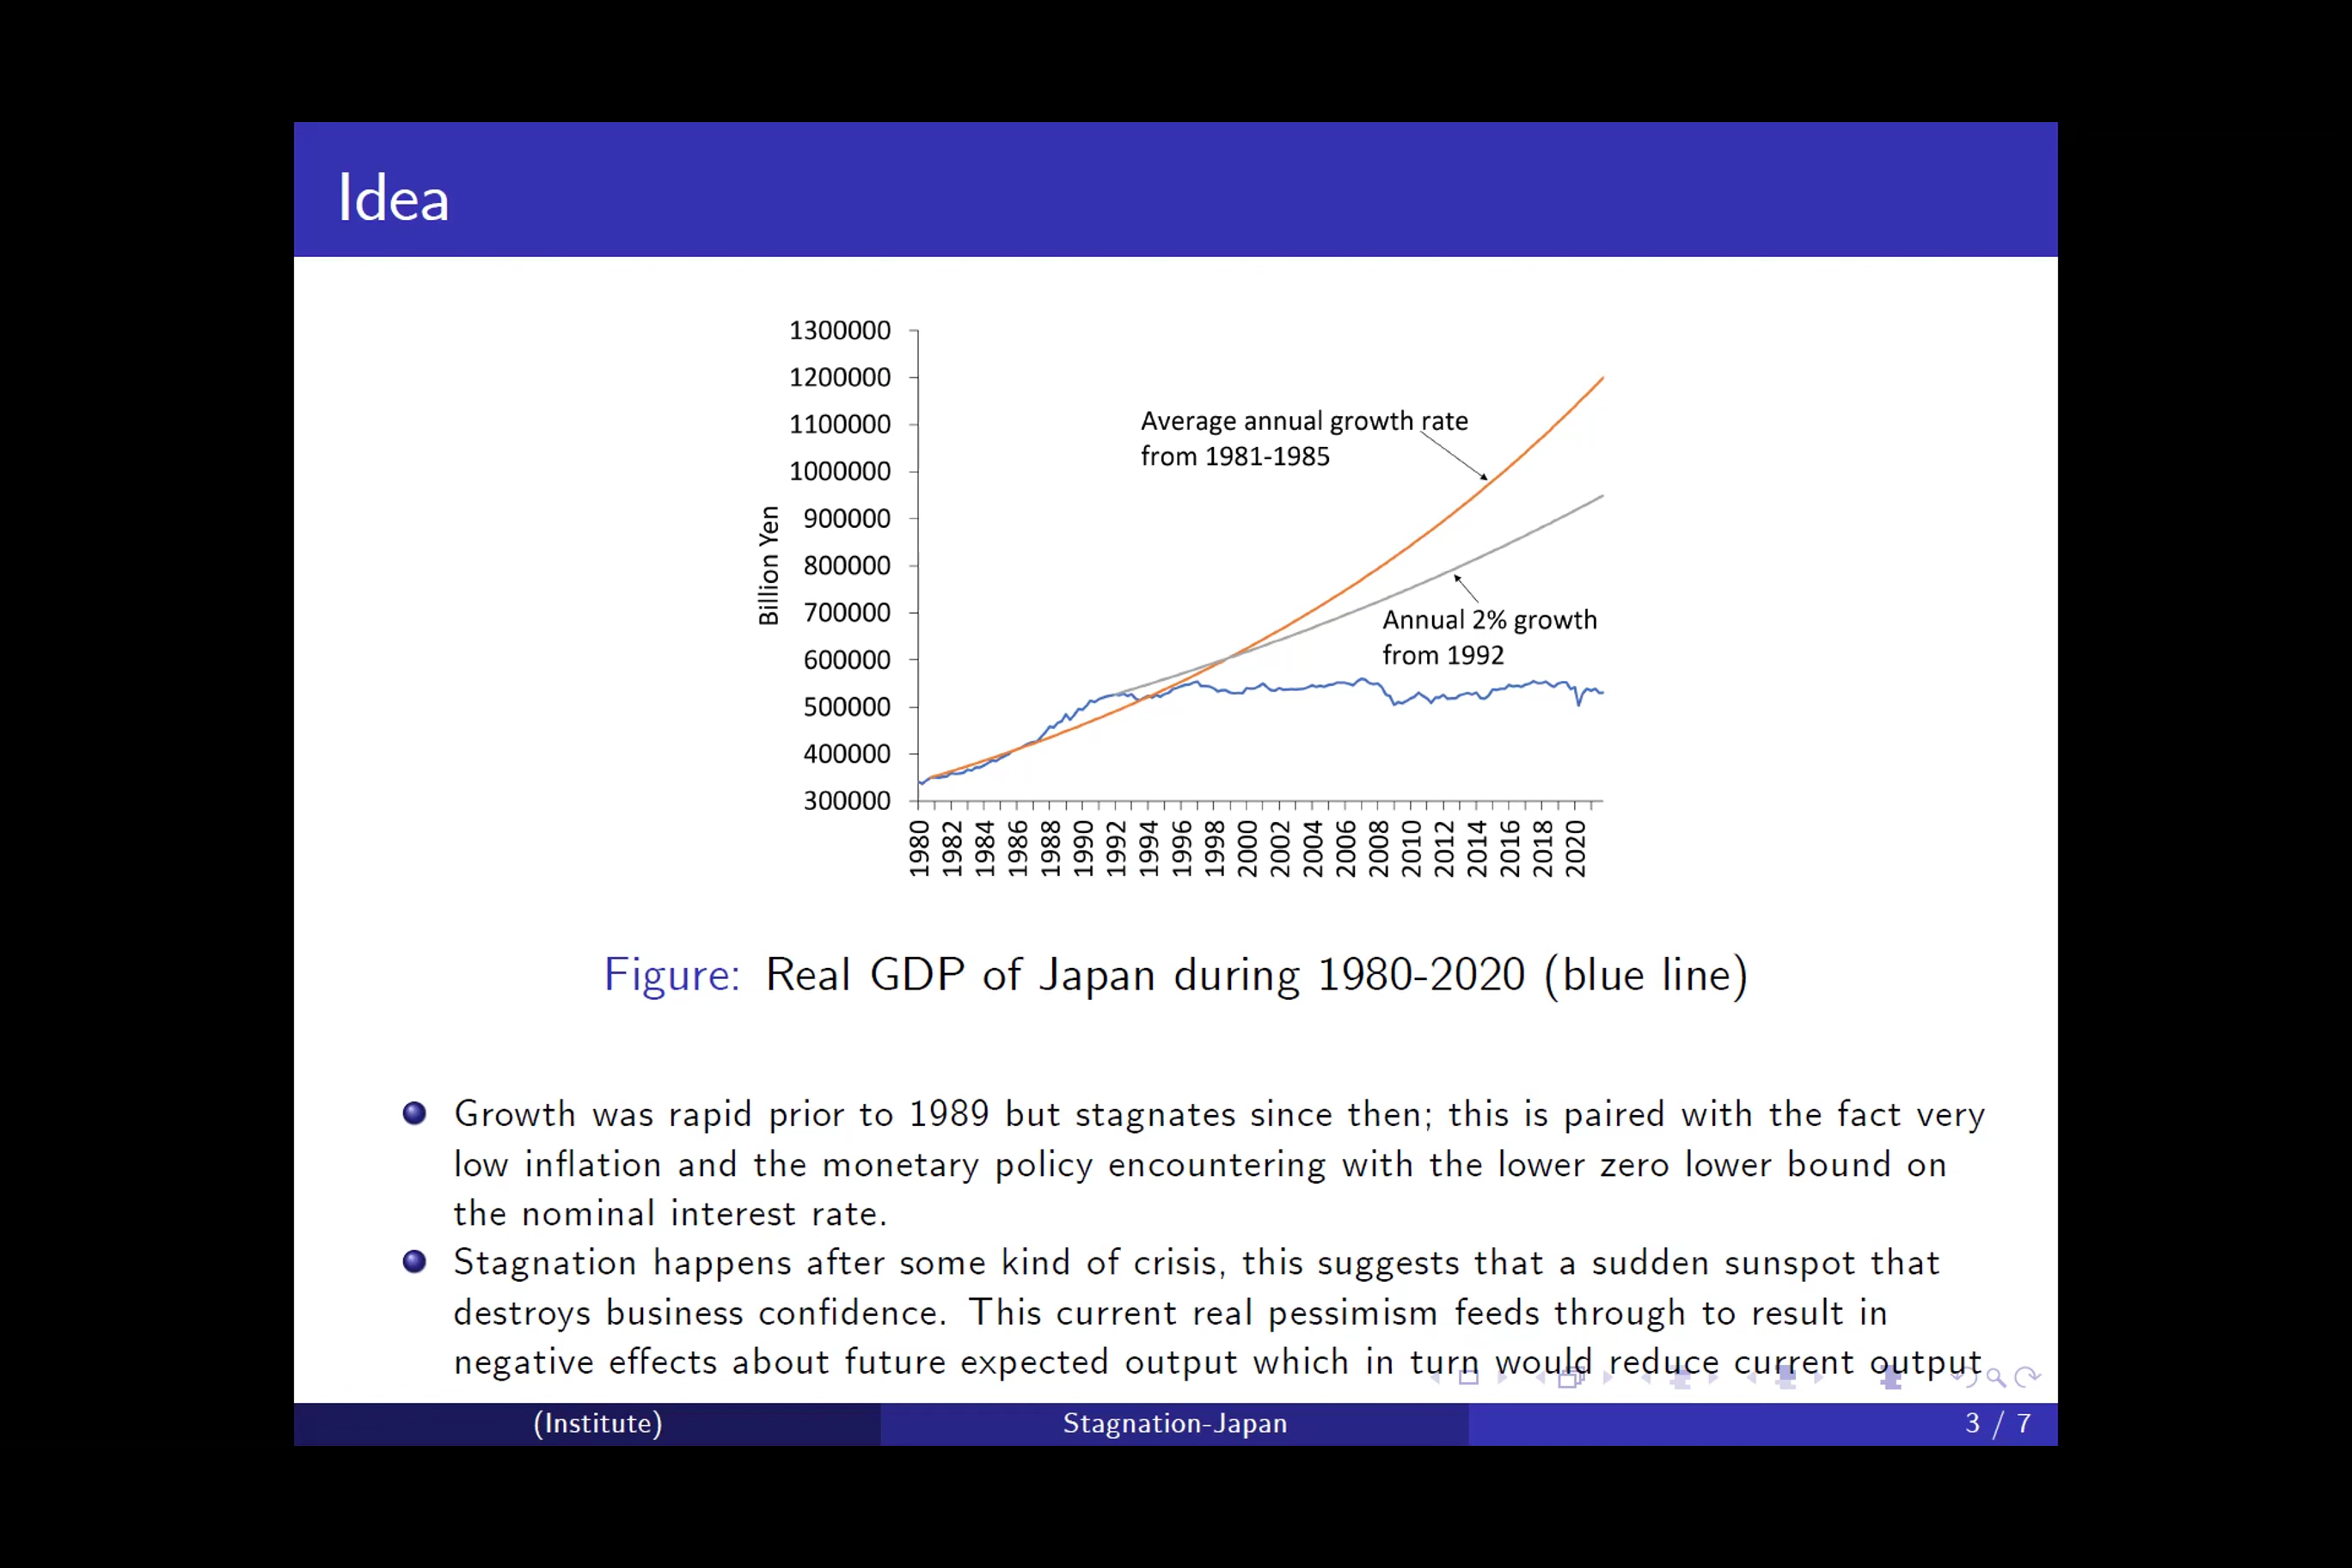 Idea
1300000
1200000
1100000
1000000
900000
800000
700000
600000
500000
400000
300000
Billion Yen
Average annual growth rate
from 1981-1985
Annual 2% growth
from 1992
1980
1982
1984
1986
1988
1990
1992
1994
1996
1998
2000
2002
2004
2006
2008
2010
2012
2014
2016
2018
2020
Figure: Real GDP of Japan during 1980-2020 (blue line)
Growth was rapid prior to 1989 but stagnates since then; this is paired with the fact very
low inflation and the monetary policy encountering with the lower zero lower bound on
the nominal interest rate.
Stagnation happens after some kind of crisis, this suggests that a sudden sunspot that
destroys business confidence. This current real pessimism feeds through to result in
negative effects about future expected output which in turn would reduce current output
(Institute)
Stagnation-Japan
3 / 7